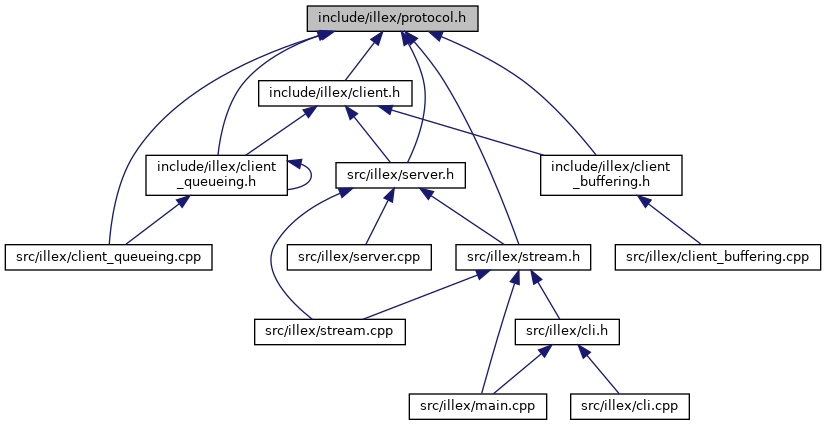 include/illex/protocol.h
include/illex/client.h
include/illex/client
_queueing.h
src/illex/server.h
include/illex/client
_buffering.h
src/illex/client_queueing.cpp
src/illex/server.cpp
src/illex/stream.h
src/illex/client_buffering.cpp
src/illex/stream.cpp
src/illex/cli.h
src/illex/main.cpp
src/illex/cli.cpp